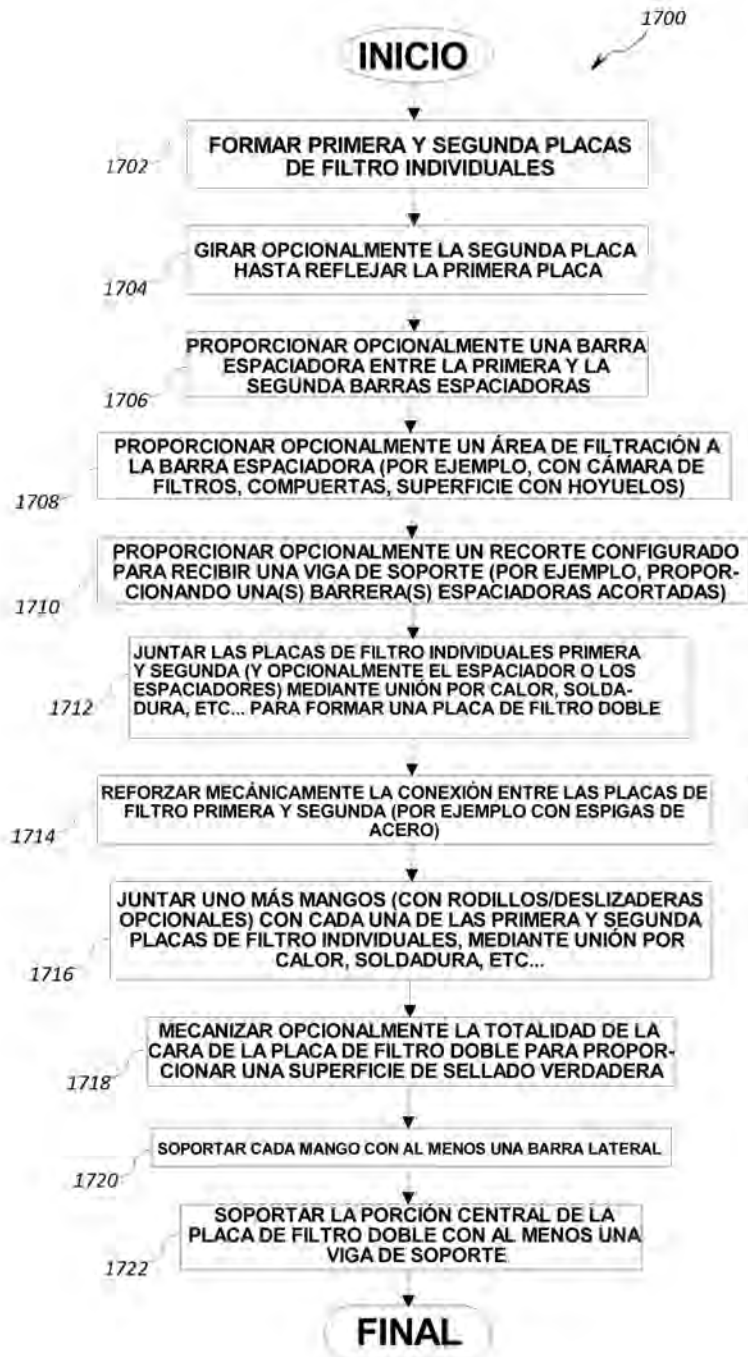 1700
INICIO
1702
FORMAR PRIMERA Y SEGUNDA PLACAS
DE FILTRO INDIVIDUALES
1704
GIRAR OPCIONALMENTE LA SEGUNDA PLACA
HASTA REFLEJAR LA PRIMERA PLACA
1706
PROPORCIONAR OPCIONALMENTE UNA BARRA
ESPACIADORA ENTRE LA PRIMERA Y LA
SEGUNDA BARRAS ESPACIADORAS
1708
PROPORCIONAR OPCIONALMENTE UN ÁREA DE FILTRACIÓN A
LA BARRA ESPACIADORA (POR EJEMPLO, CON CÁMARA DE
FILTROS, COMPUERTAS, SUPERFICIE CON HOYUELOS)
1710
PROPORCIONAR OPCIONALMENTE UN RECORTE CONFIGURADO
PARA RECIBIR UNA VIGA DE SOPORTE (POR EJEMPLO, PROPOR-
CIONANDO UNA(S) BARRERA(S) ESPACIADORAS ACORTADAS)
1712
JUNTAR LAS PLACAS DE FILTRO INDIVIDUALES PRIMERA
Y SEGUNDA (Y OPCIONALMENTE EL ESPACIADOR O LOS
ESPACIADORES) MEDIANTE UNIÓN POR CALOR, SOLDA-
DURA, ETC... PARA FORMAR UNA PLACA DE FILTRO DOBLE
1714
REFORZAR MECÁNICAMENTE LA CONEXIÓN ENTRE LAS PLACAS DE
FILTRO PRIMERA Y SEGUNDA (POR EJEMPLO CON ESPIGAS DE
ACERO)
1716
JUNTAR UNO MÁS MANGOS (CON RODILLOS/DESLIZADERAS
OPCIONALES) CON CADA UNA DE LAS PRIMERA Y SEGUNDA
PLACAS DE FILTRO INDIVIDUALES, MEDIANTE UNIÓN POR
CALOR, SOLDADURA, ETC...
1718
MECANIZAR OPCIONALMENTE LA TOTALIDAD DE LA
CARA DE LA PLACA DE FILTRO DOBLE PARA PROPOR-
CIONAR UNA SUPERFICIE DE SELLADO VERDADERA
1720
SOPORTAR CADA MANGO CON AL MENOS UNA BARRA LATERAL
1722
SOPORTAR LA PORCIÓN CENTRAL DE LA
PLACA DE FILTRO DOBLE CON AL MENOS UNA
VIGA DE SOPORTE
FINAL